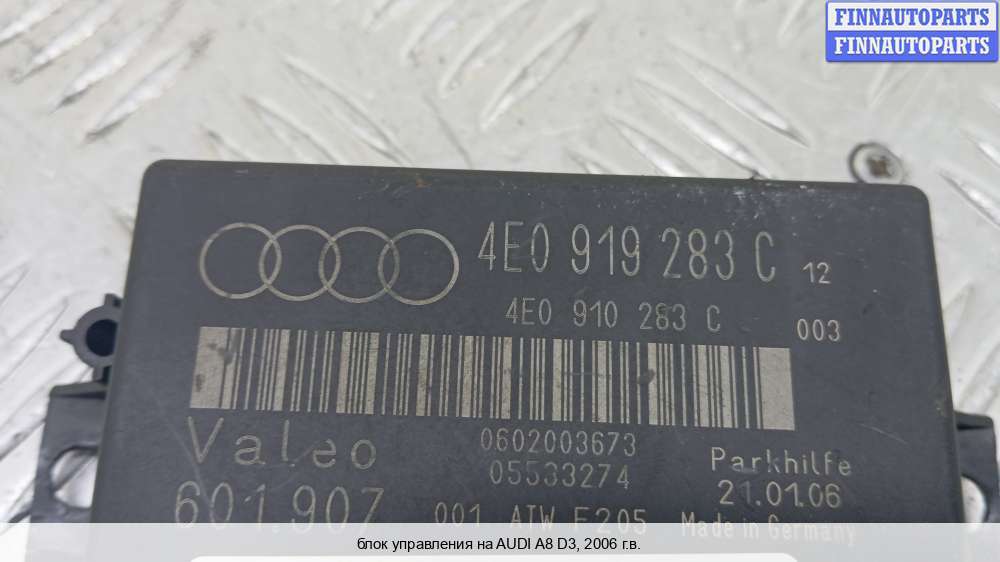 FINNAUTOPARTS
FINNAUTOPARTS
4E0 919 283 C 12
4E0 910 283 C 003
Valeo 0602003673
05533274 Parkhilfe
601.907 001 ATW E205 21.01.06
Made in Germany
блок управления на AUDI A8 D3, 2006 г.в.